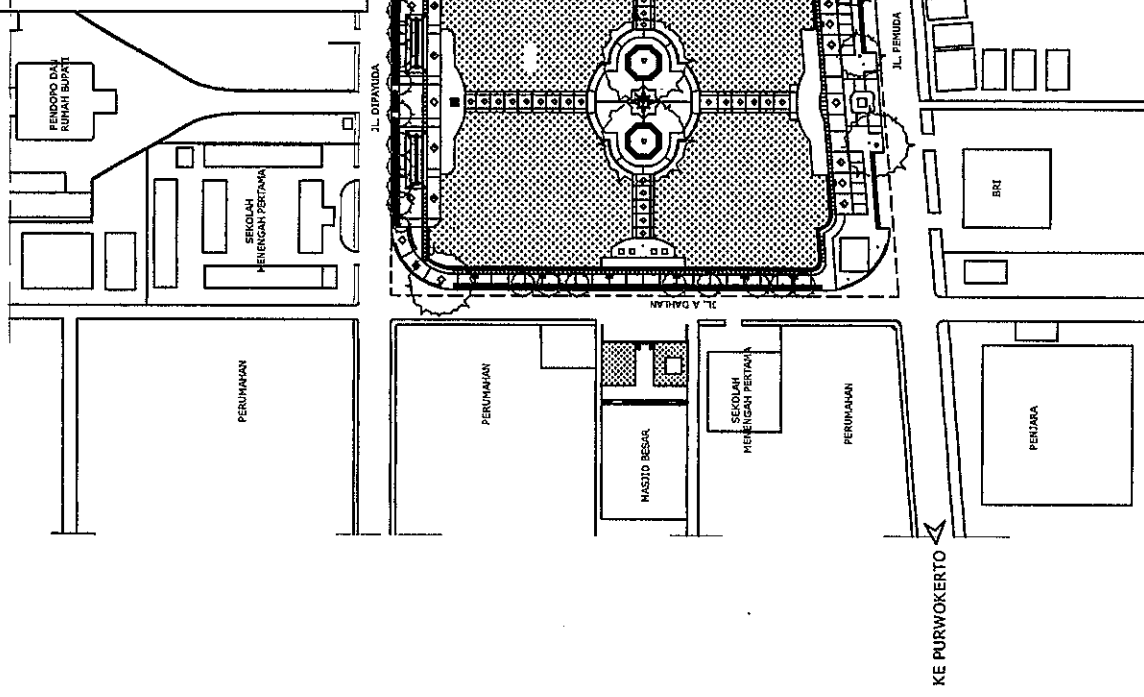 PENDOPO DAN
RUMAH BUPATI
JL. DIPAYUDA
JL. PEMUDA
SEKOLAH
MENENGAH PERTAMA
BRI
JL. A DAHLAN
PERUMAHAN
PERUMAHAN
MASJID BESAR
SEKOLAH
MENENGAH PERTAMA
PERUMAHAN
PENJARA
KE PURWOKERTO